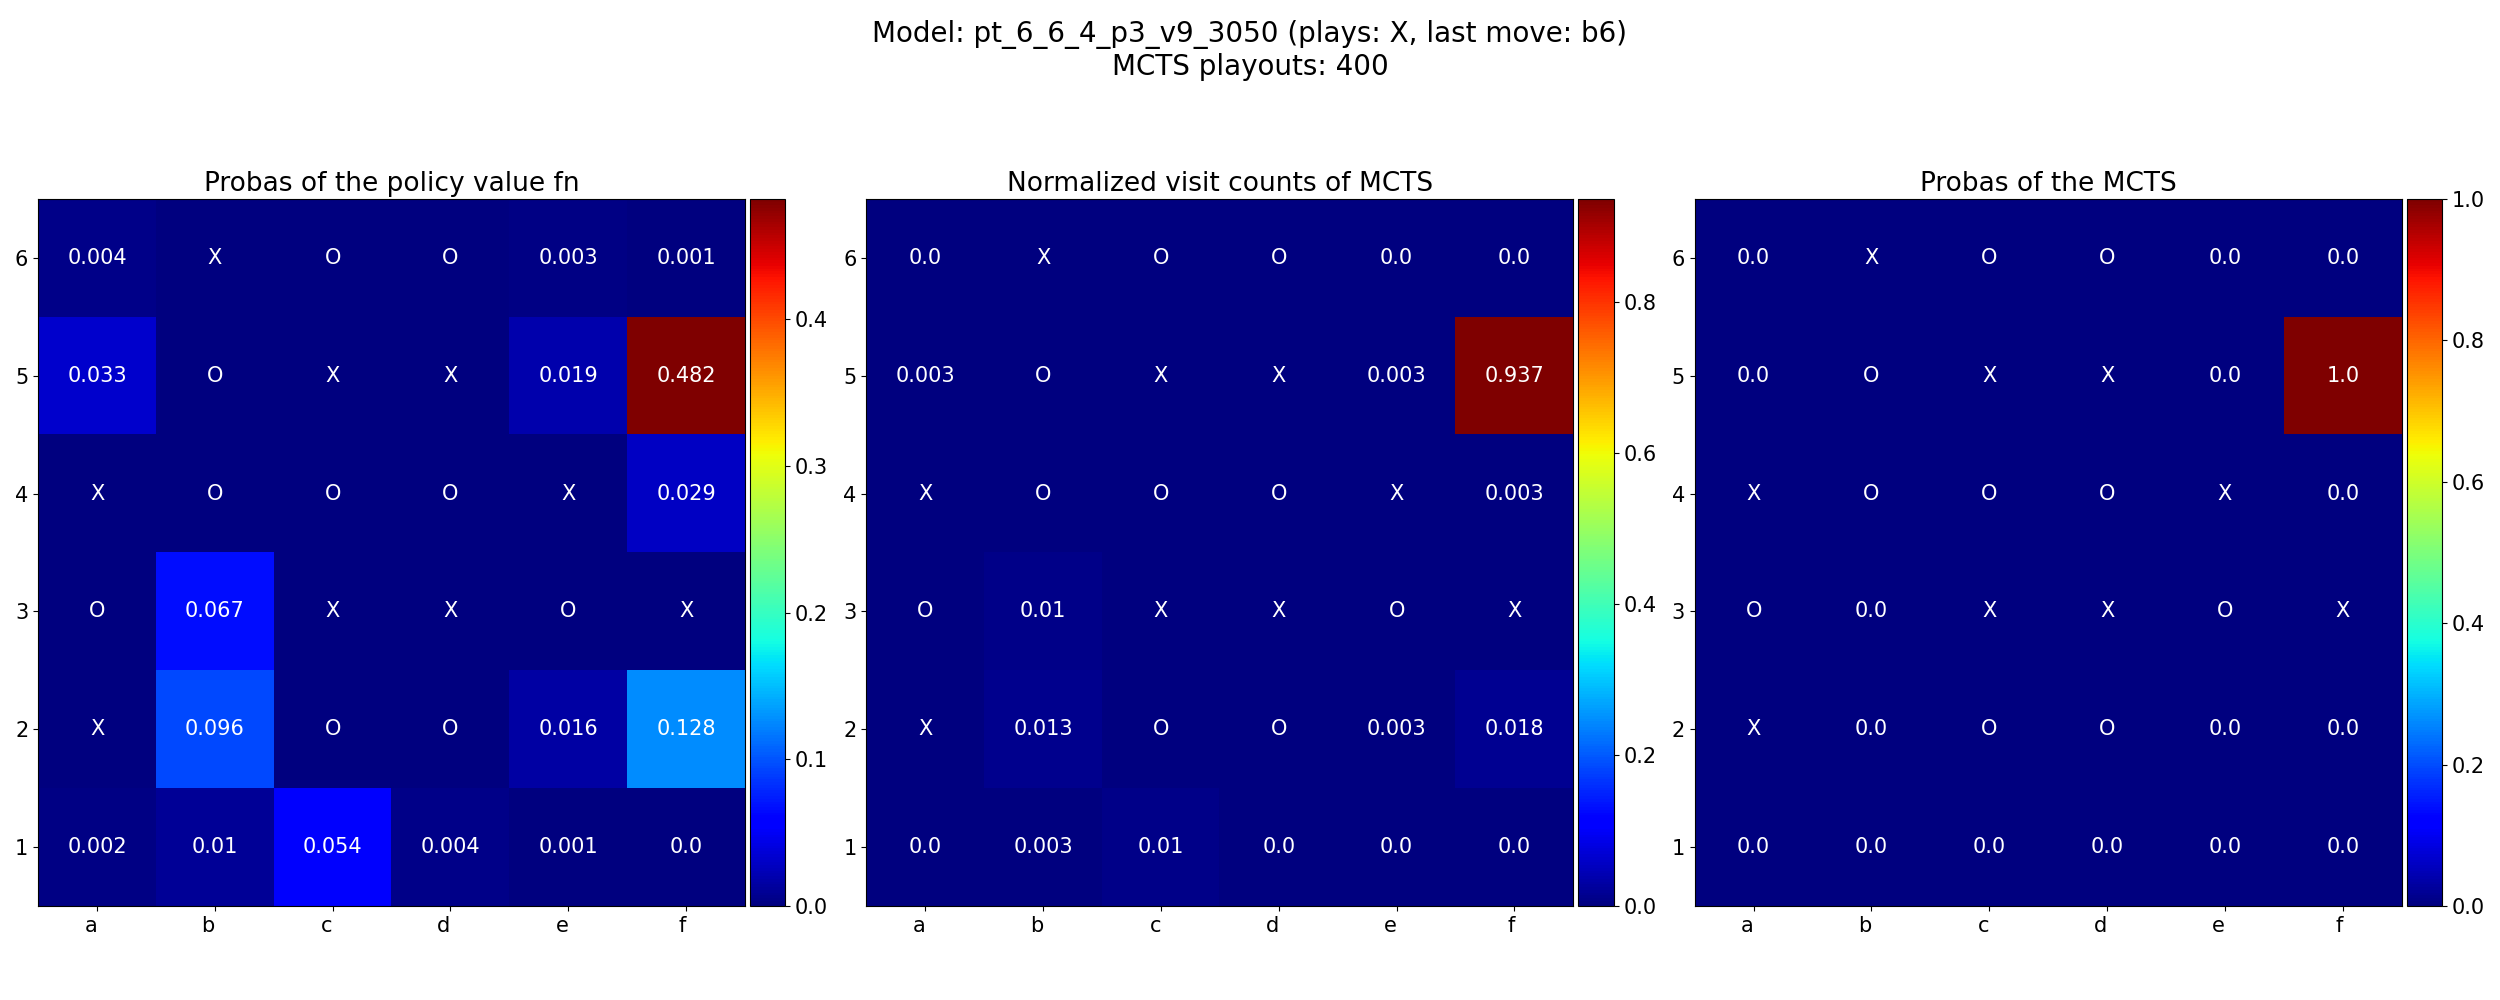 Model: pt_6_6_4_p3_v9_3050 (plays: X, last move: b6)
MCTS playouts: 400
Probas of the policy value fn
6 0.004 X O O 0.003 0.001
5 0.033 O X X 0.019 0.482
4 X O O O X 0.029
3 O 0.067 X X O X
2 X 0.096 O O 0.016 0.128
1 0.002 0.01 0.054 0.004 0.001 0.0
a b c d e f
0.4
0.3
0.2
0.1
0.0
Normalized visit counts of MCTS
6 0.0 X O O 0.0 0.0
5 0.003 O X X 0.003 0.937
4 X O O O X 0.003
3 O 0.01 X X O X
2 X 0.013 O O 0.003 0.018
1 0.0 0.003 0.01 0.0 0.0 0.0
a b c d e f
0.8
0.6
0.4
0.2
0.0
Probas of the MCTS
6 0.0 X O O 0.0 0.0
5 0.0 O X X 0.0 1.0
4 X O O O X 0.0
3 O 0.0 X X O X
2 X 0.0 O O 0.0 0.0
1 0.0 0.0 0.0 0.0 0.0 0.0
a b c d e f
1.0
0.8
0.6
0.4
0.2
0.0